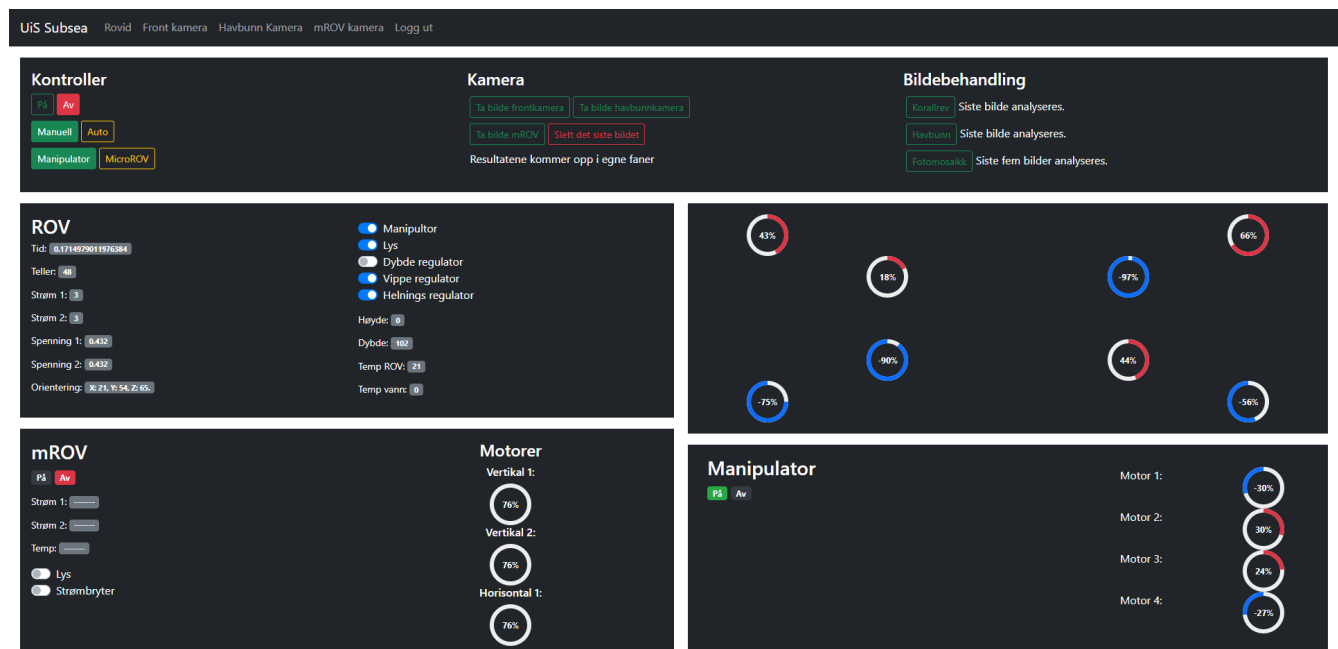 UiS Subsea Rovid Front kamera Havbunn Kamera mROV kamera Logg ut
Kontroller
På Av
Manuell Auto
Manipulator MicroROV
Kamera
Ta bilde frontkamera Ta bilde havbunnkamera
Ta bilde mROV Slett det siste bildet
Resultatene kommer opp i egne faner
Bildebehandling
Korallrev Siste bilde analyseres.
Havbunn Siste bilde analyseres.
Fotomosaikk Siste fem bilder analyseres.
ROV
Tid: 0.1714979011976384
Teller: 48
Strøm 1: 3
Strøm 2: 3
Spenning 1: 0.432
Spenning 2: 0.432
Orientering: X: 21, Y: 54, Z: 65.
Manipultor
Lys
Dybde regulator
Vippe regulator
Helnings regulator
Høyde: 0
Dybde: 102
Temp ROV: 21
Temp vann: 0
43% 66%
18% -97%
-90% 44%
-75% -56%
mROV
På Av
Strøm 1: -------
Strøm 2: -------
Temp: -------
Lys
Strømbryter
Motorer
Vertikal 1:
76%
Vertikal 2:
76%
Horisontal 1:
76%
Manipulator
På Av
Motor 1: -30%
Motor 2: 30%
Motor 3: 24%
Motor 4: -27%